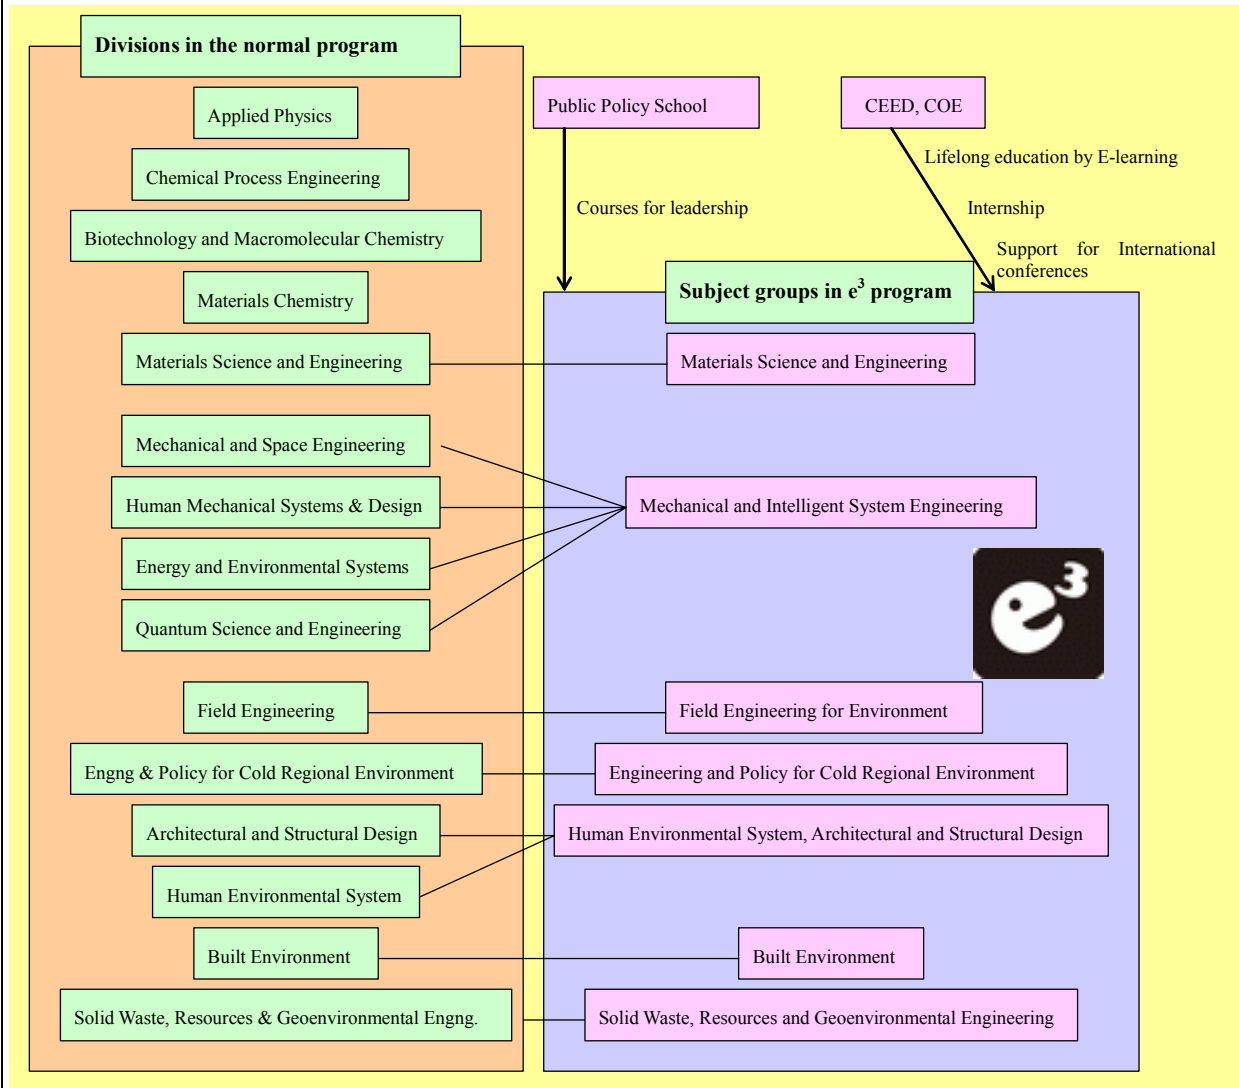 Divisions in the normal program
Applied Physics
Chemical Process Engineering
Biotechnology and Macromolecular Chemistry
Materials Chemistry
Materials Science and Engineering
Mechanical and Space Engineering
Human Mechanical Systems & Design
Energy and Environmental Systems
Quantum Science and Engineering
Field Engineering
Engng & Policy for Cold Regional Environment
Architectural and Structural Design
Human Environmental System
Built Environment
Solid Waste, Resources & Geoenvironmental Engng.
Public Policy School
Courses for leadership
CEED, COE
Lifelong education by E-learning
Internship
Support for International
conferences
Subject groups in e³ program
Materials Science and Engineering
Mechanical and Intelligent System Engineering
e³
Field Engineering for Environment
Engineering and Policy for Cold Regional Environment
Human Environmental System, Architectural and Structural Design
Built Environment
Solid Waste, Resources and Geoenvironmental Engineering